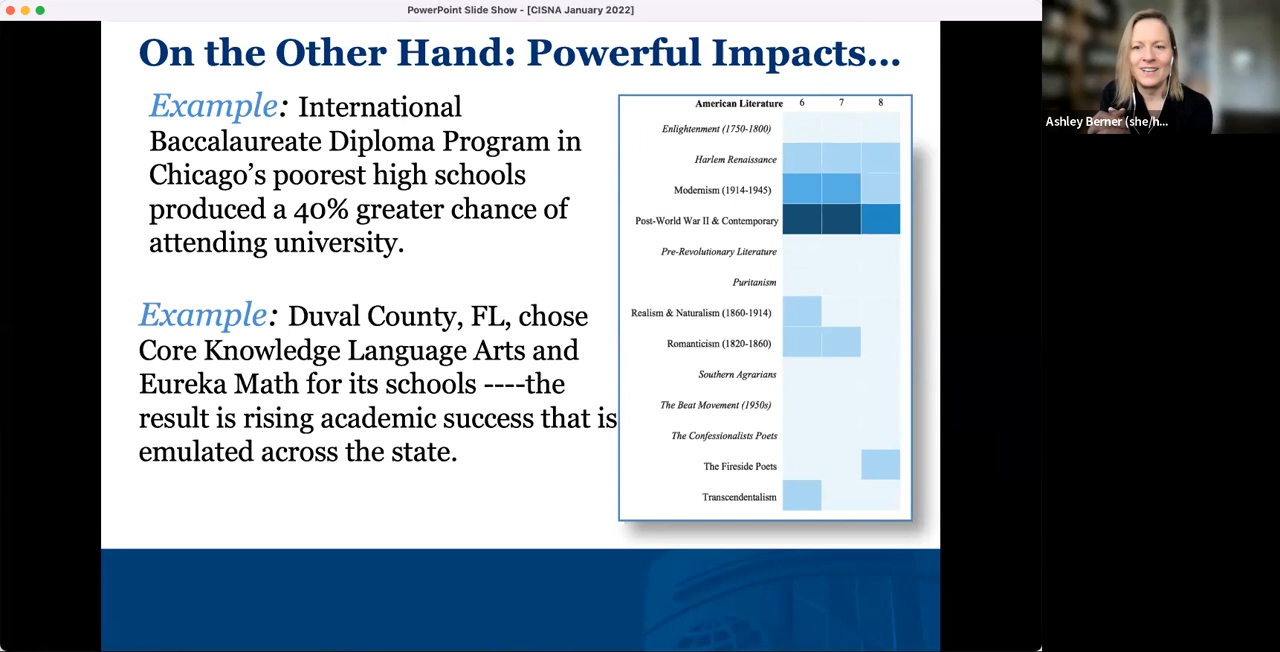 PowerPoint Slide Show - [CISNA January 2022]
On the Other Hand: Powerful Impacts...
Example: International
Baccalaureate Diploma Program in
Chicago’s poorest high schools
produced a 40% greater chance of
attending university.
Example: Duval County, FL, chose
Core Knowledge Language Arts and
Eureka Math for its schools ----the
result is rising academic success that is
emulated across the state.
American Literature 6 7 8
Enlightenment (1750-1800)
Harlem Renaissance
Modernism (1914-1945)
Post-World War II & Contemporary
Pre-Revolutionary Literature
Puritanism
Realism & Naturalism (1860-1914)
Romanticism (1820-1860)
Southern Agrarians
The Beat Movement (1950s)
The Confessionalists Poets
The Fireside Poets
Transcendentalism
Ashley Berner (she/h...